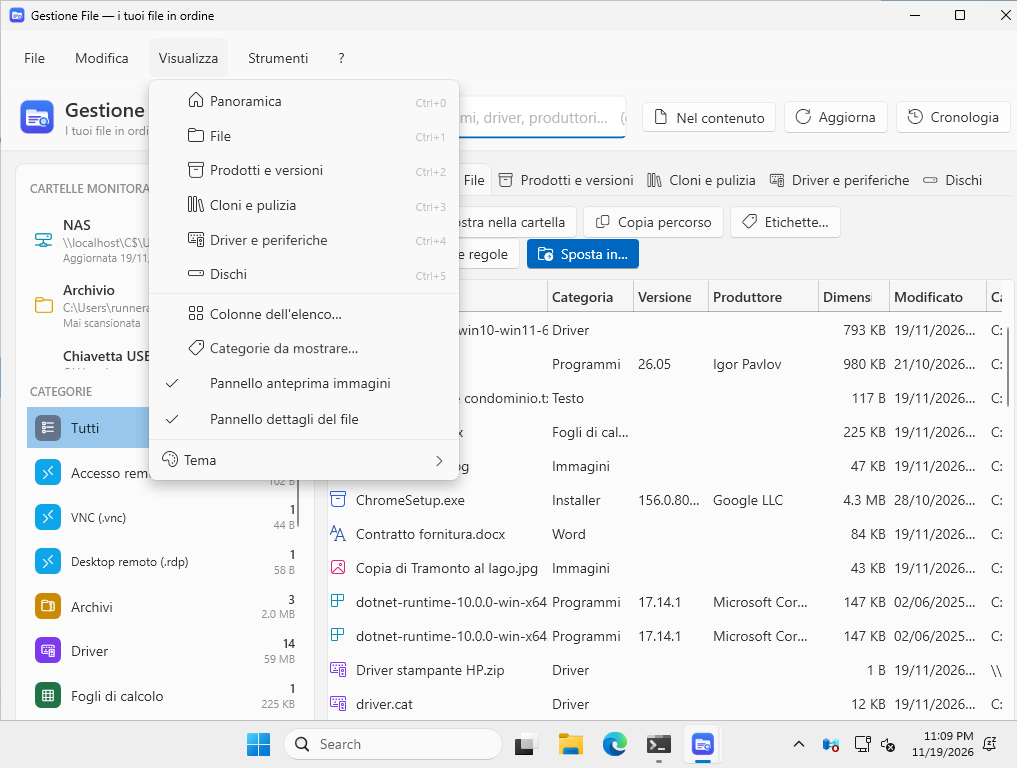 Gestione File — i tuoi file in ordine
File Modifica Visualizza Strumenti ?
Gestione
I tuoi file in ordi
mi, driver, produttori...
Nel contenuto
Aggiorna
Cronologia
Panoramica Ctrl+0
File Ctrl+1
Prodotti e versioni Ctrl+2
Cloni e pulizia Ctrl+3
Driver e periferiche Ctrl+4
Dischi Ctrl+5
Colonne dell'elenco...
Categorie da mostrare...
Pannello anteprima immagini
Pannello dettagli del file
Tema
File Prodotti e versioni Cloni e pulizia Driver e periferiche Dischi
ostra nella cartella Copia percorso Etichette...
e regole Sposta in...
CARTELLE MONITORA
NAS
\\localhost\C$\U
Aggiornata 19/11,
Archivio
C:\Users\runnera
Mai scansionata
Chiavetta USB
CATEGORIE
Tutti
Accesso rem
102 B
VNC (.vnc) 1
44 B
Desktop remoto (.rdp) 1
58 B
Archivi 3
2.0 MB
Driver 14
59 MB
Fogli di calcolo 1
225 KB
Categoria Versione Produttore Dimensi Modificato Ca
win10-win11-6 Driver 793 KB 19/11/2026... C:
Programmi 26.05 Igor Pavlov 980 KB 21/10/2026... C:
e condominio.t Testo 117 B 19/11/2026... C:
x Fogli di cal... 225 KB 19/11/2026... C:
og Immagini 47 KB 19/11/2026... C:
ChromeSetup.exe Installer 156.0.80... Google LLC 4.3 MB 28/10/2026... C:
Contratto fornitura.docx Word 84 KB 19/11/2026... C:
Copia di Tramonto al lago.jpg Immagini 43 KB 19/11/2026... C:
dotnet-runtime-10.0.0-win-x64 Programmi 17.14.1 Microsoft Cor... 147 KB 02/06/2025... C:
dotnet-runtime-10.0.0-win-x64 Programmi 17.14.1 Microsoft Cor... 147 KB 02/06/2025... C:
Driver stampante HP.zip Driver 1 B 19/11/2026... \\
driver.cat Driver 12 KB 19/11/2026... C:
Search
11:09 PM
11/19/2026